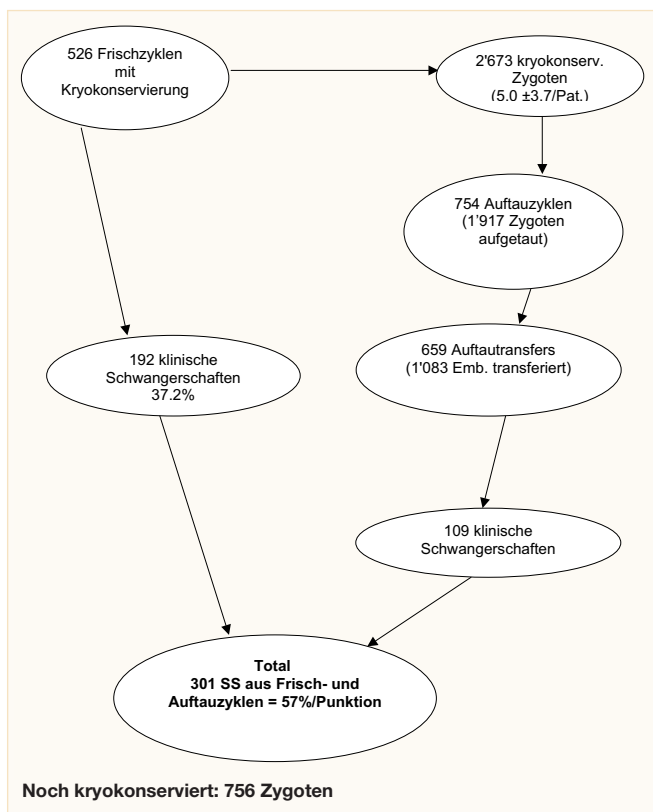 526 Frischzyklen
mit
Kryokonservierung
2'673 kryokonserv.
Zygoten
(5.0 ±3.7/Pat.)
754 Auftauzyklen
(1'917 Zygoten
aufgetaut)
192 klinische
Schwangerschaften
37.2%
659 Auftautransfers
(1'083 Emb. transferiert)
109 klinische
Schwangerschaften
Total
301 SS aus Frisch- und
Auftauzyklen = 57%/Punktion
Noch kryokonserviert: 756 Zygoten